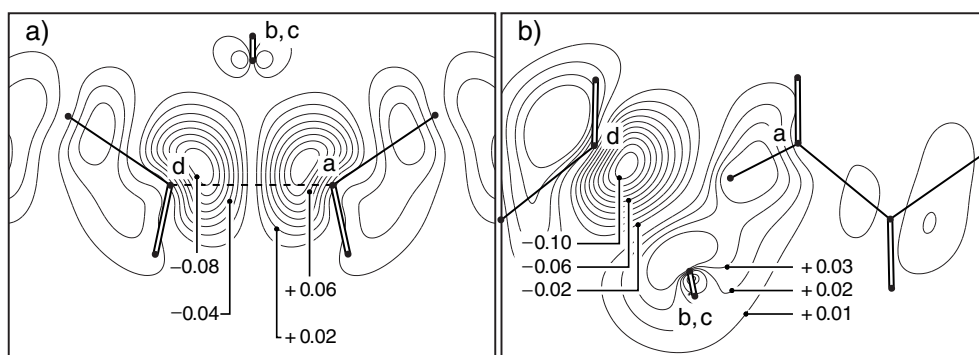 a)
b, c
d
a
−0.08
−0.04
+0.06
+0.02
b)
d
a
−0.10
−0.06
−0.02
+0.03
+0.02
+0.01
b, c